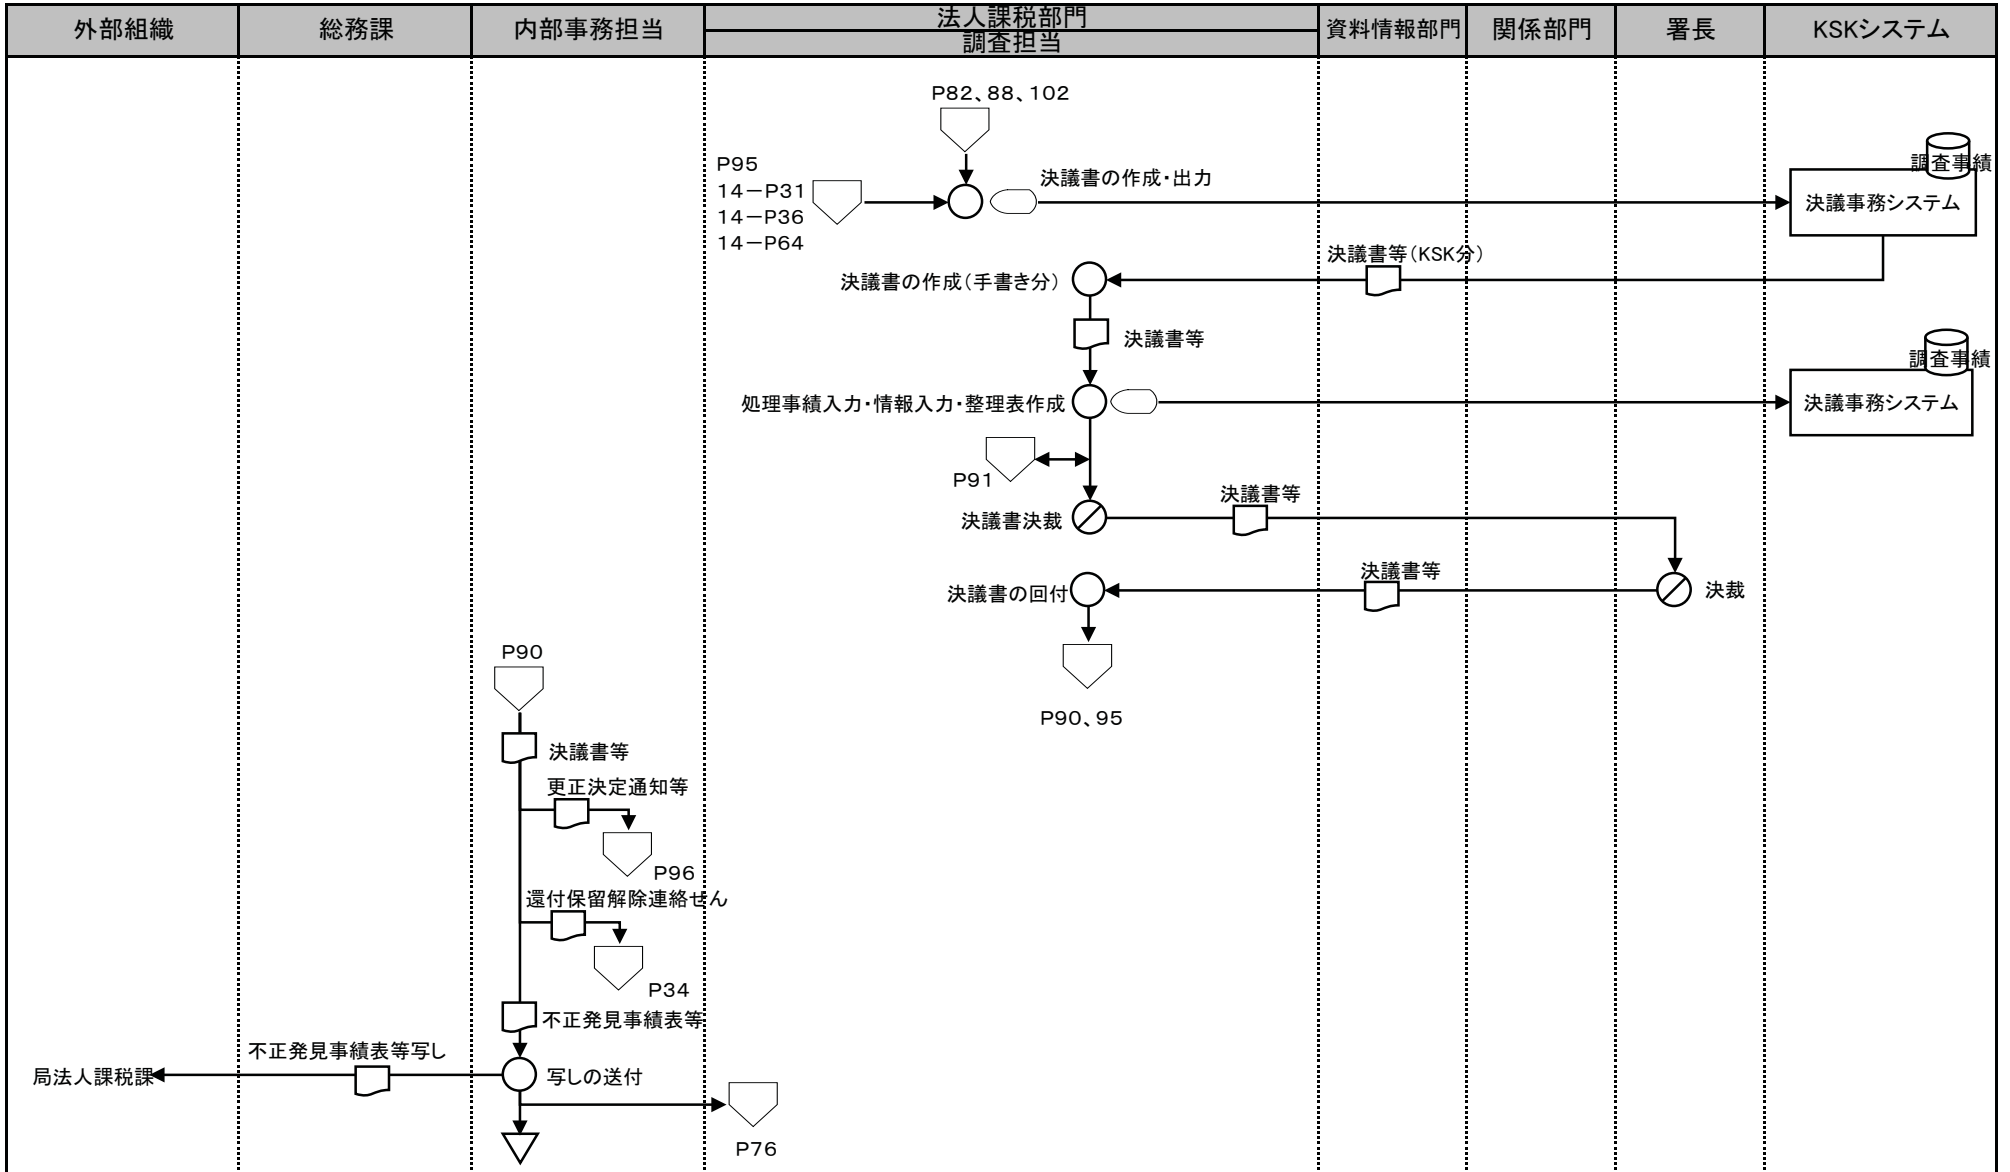 外部組織
総務課
内部事務担当
法人課税部門
調査担当
資料情報部門
関係部門
署長
KSKシステム
P82、88、102
P95
14－P31
14－P36
14－P64
決議書の作成・出力
調査事績
決議事務システム
決議書等(KSK分)
決議書の作成(手書き分)
決議書等
調査事績
処理事績入力・情報入力・整理表作成
決議事務システム
P91
決議書等
決議書決裁
決議書等
決議書の回付
決裁
P90
P90、95
決議書等
更正決定通知等
P96
還付保留解除連絡せん
P34
不正発見事績表等
不正発見事績表等写し
局法人課税課
写しの送付
P76